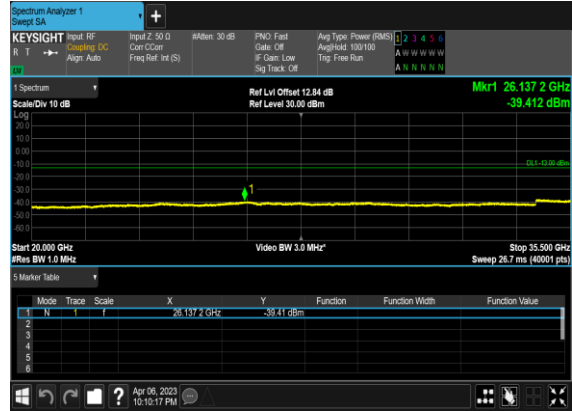 Spectrum Analyzer 1
Swept SA
+
KEYSIGHT Input: RF Input Z: 50 Ω #Atten: 30 dB PNO: Fast Avg Type: Power (RMS) 1 2 3 4 5 6
R T Coupling: DC Corr CCorr Gate: Off Avg|Hold: 100/100 A W W W W W
Align: Auto Freq Ref: Int (S) IF Gain: Low Trig: Free Run
Sig Track: Off A N N N N N
1 Spectrum Ref Lvl Offset 12.84 dB Mkr1 26.137 2 GHz
Scale/Div 10 dB Ref Level 30.00 dBm -39.412 dBm
Log
20.0
10.0
0.00
-10.0
DL1 -13.00 dBm
-20.0
-30.0
1
-40.0
-50.0
-60.0
Start 20.000 GHz Video BW 3.0 MHz* Stop 35.500 GHz
#Res BW 1.0 MHz Sweep 26.7 ms (40001 pts)
5 Marker Table
Mode Trace Scale X Y Function Function Width Function Value
1 N 1 f 26.137 2 GHz -39.41 dBm
2
3
4
5
6
? Apr 06, 2023
10:10:17 PM